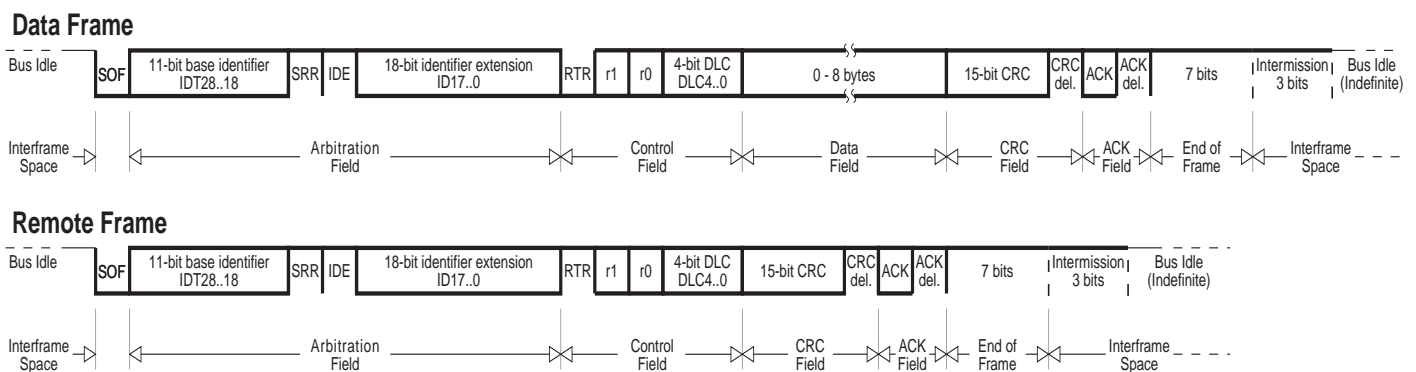 Data Frame
Bus Idle
SOF
11-bit base identifier
IDT28..18
SRR
IDE
18-bit identifier extension
ID17..0
RTR
r1
r0
4-bit DLC
DLC4..0
0 - 8 bytes
15-bit CRC
CRC
del.
ACK
ACK
del.
7 bits
Intermission
3 bits
Bus Idle
(Indefinite)
Interframe
Space
Arbitration
Field
Control
Field
Data
Field
CRC
Field
ACK
Field
End of
Frame
Interframe
Space
Remote Frame
Bus Idle
SOF
11-bit base identifier
IDT28..18
SRR
IDE
18-bit identifier extension
ID17..0
RTR
r1
r0
4-bit DLC
DLC4..0
15-bit CRC
CRC
del.
ACK
ACK
del.
7 bits
Intermission
3 bits
Bus Idle
(Indefinite)
Interframe
Space
Arbitration
Field
Control
Field
CRC
Field
ACK
Field
End of
Frame
Interframe
Space